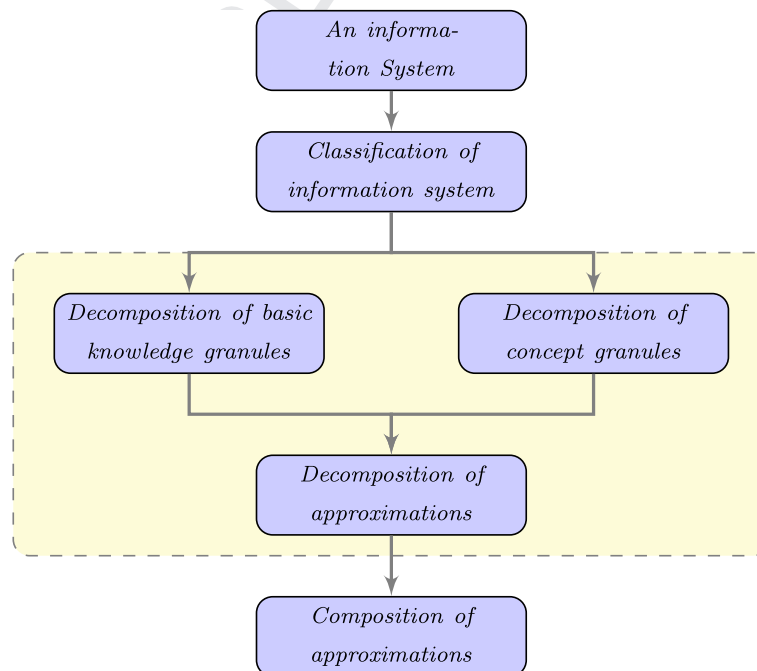 An informa-
tion System
Classification of
information system
Decomposition of basic
knowledge granules
Decomposition of
concept granules
Decomposition of
approximations
Composition of
approximations